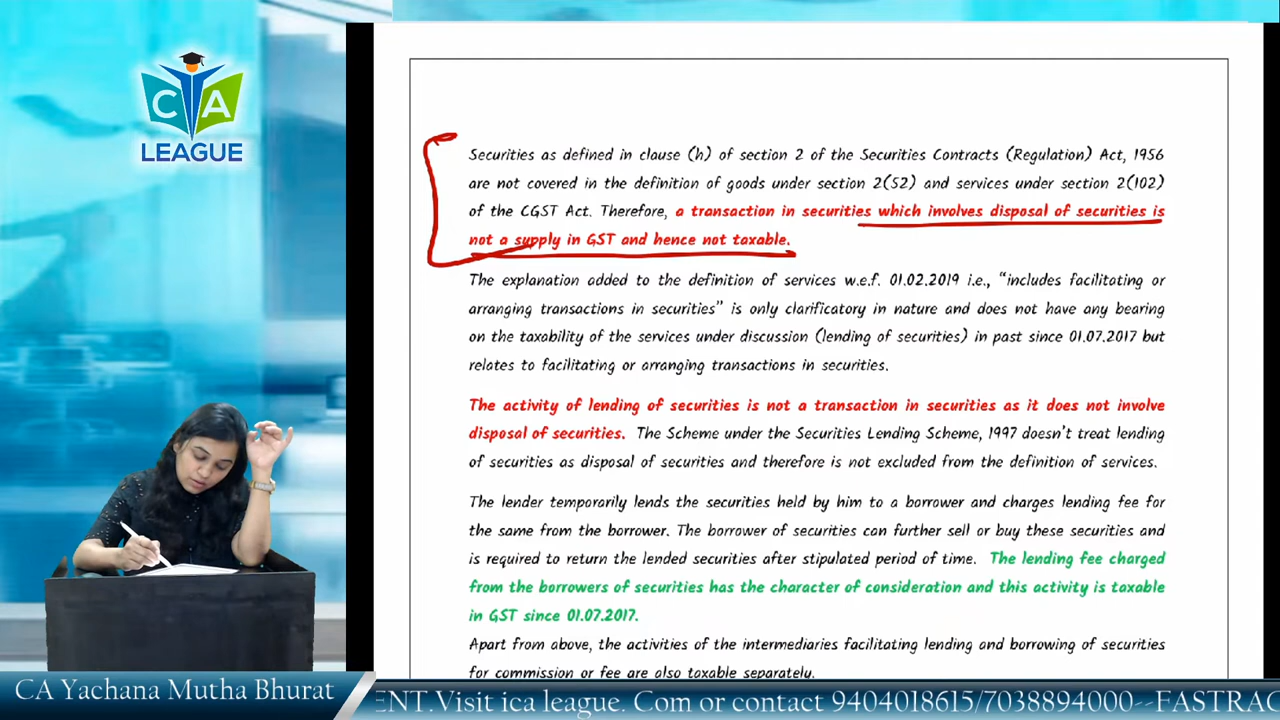 CA
LEAGUE
Securities as defined in clause (h) of section 2 of the Securities Contracts (Regulation) Act, 1956
are not covered in the definition of goods under section 2(52) and services under section 2(102)
of the CGST Act. Therefore, a transaction in securities which involves disposal of securities is
not a supply in GST and hence not taxable.
The explanation added to the definition of services w.e.f. 01.02.2019 i.e., “includes facilitating or
arranging transactions in securities” is only clarificatory in nature and does not have any bearing
on the taxability of the services under discussion (lending of securities) in past since 01.07.2017 but
relates to facilitating or arranging transactions in securities.
The activity of lending of securities is not a transaction in securities as it does not involve
disposal of securities. The Scheme under the Securities Lending Scheme, 1997 doesn’t treat lending
of securities as disposal of securities and therefore is not excluded from the definition of services.
The lender temporarily lends the securities held by him to a borrower and charges lending fee for
the same from the borrower. The borrower of securities can further sell or buy these securities and
is required to return the lended securities after stipulated period of time. The lending fee charged
from the borrowers of securities has the character of consideration and this activity is taxable
in GST since 01.07.2017.
Apart from above, the activities of the intermediaries facilitating lending and borrowing of securities
for commission or fee are also taxable separately.
CA Yachana Mutha Bhurat
ENT.Visit ica league. Com or contact 9404018615/7038894000--FASTRAC